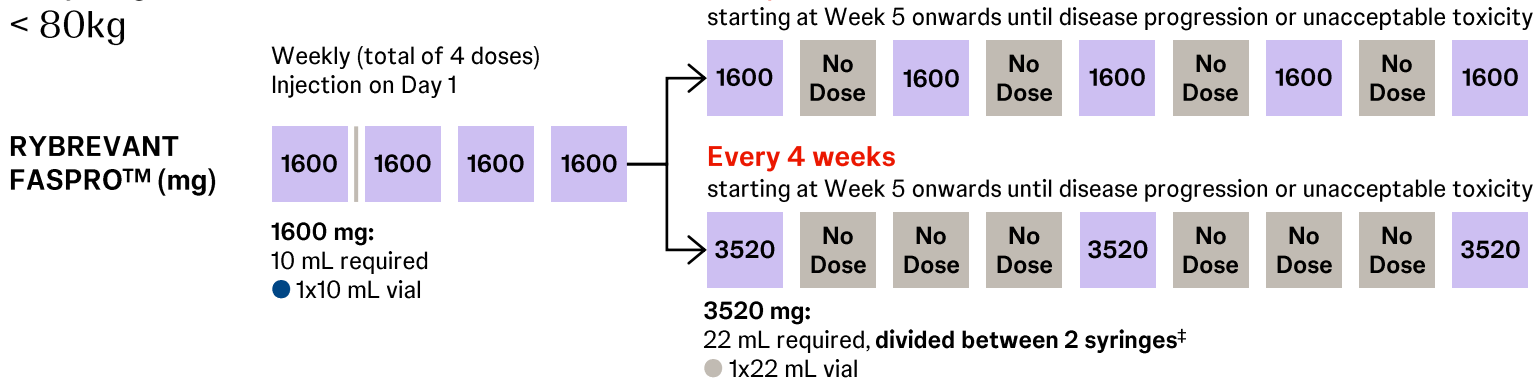 < 80kg
Weekly (total of 4 doses)
Injection on Day 1
RYBREVANT
FASPRO™ (mg)
1600 1600 1600 1600
1600 mg:
10 mL required
1x10 mL vial
starting at Week 5 onwards until disease progression or unacceptable toxicity
1600 No Dose 1600 No Dose 1600 No Dose 1600 No Dose 1600
Every 4 weeks
starting at Week 5 onwards until disease progression or unacceptable toxicity
3520 No Dose No Dose No Dose 3520 No Dose No Dose No Dose 3520
3520 mg:
22 mL required, divided between 2 syringes‡
1x22 mL vial